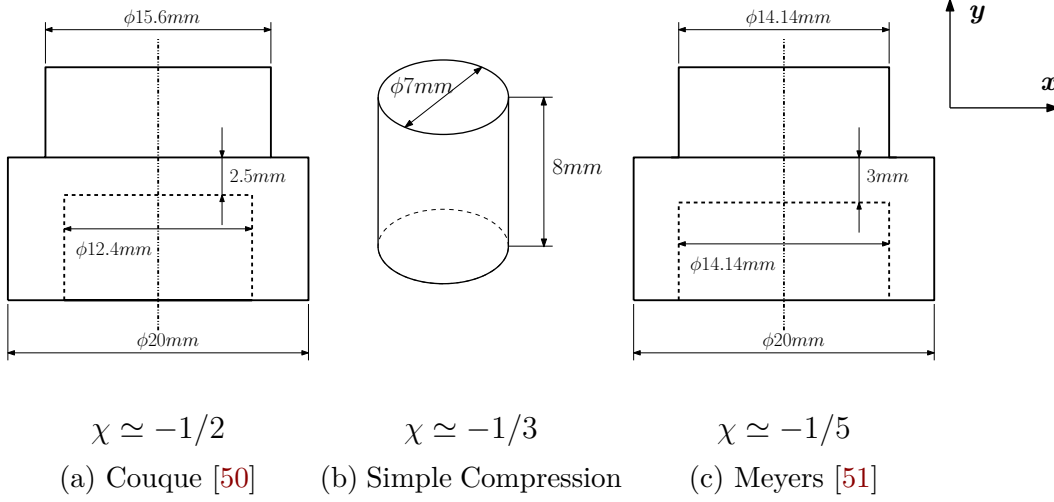 ϕ15.6mm
2.5mm
ϕ12.4mm
ϕ20mm
χ ≃ −1/2
(a) Couque [50]
ϕ7mm
8mm
χ ≃ −1/3
(b) Simple Compression
ϕ14.14mm
3mm
ϕ14.14mm
ϕ20mm
χ ≃ −1/5
(c) Meyers [51]
y
x